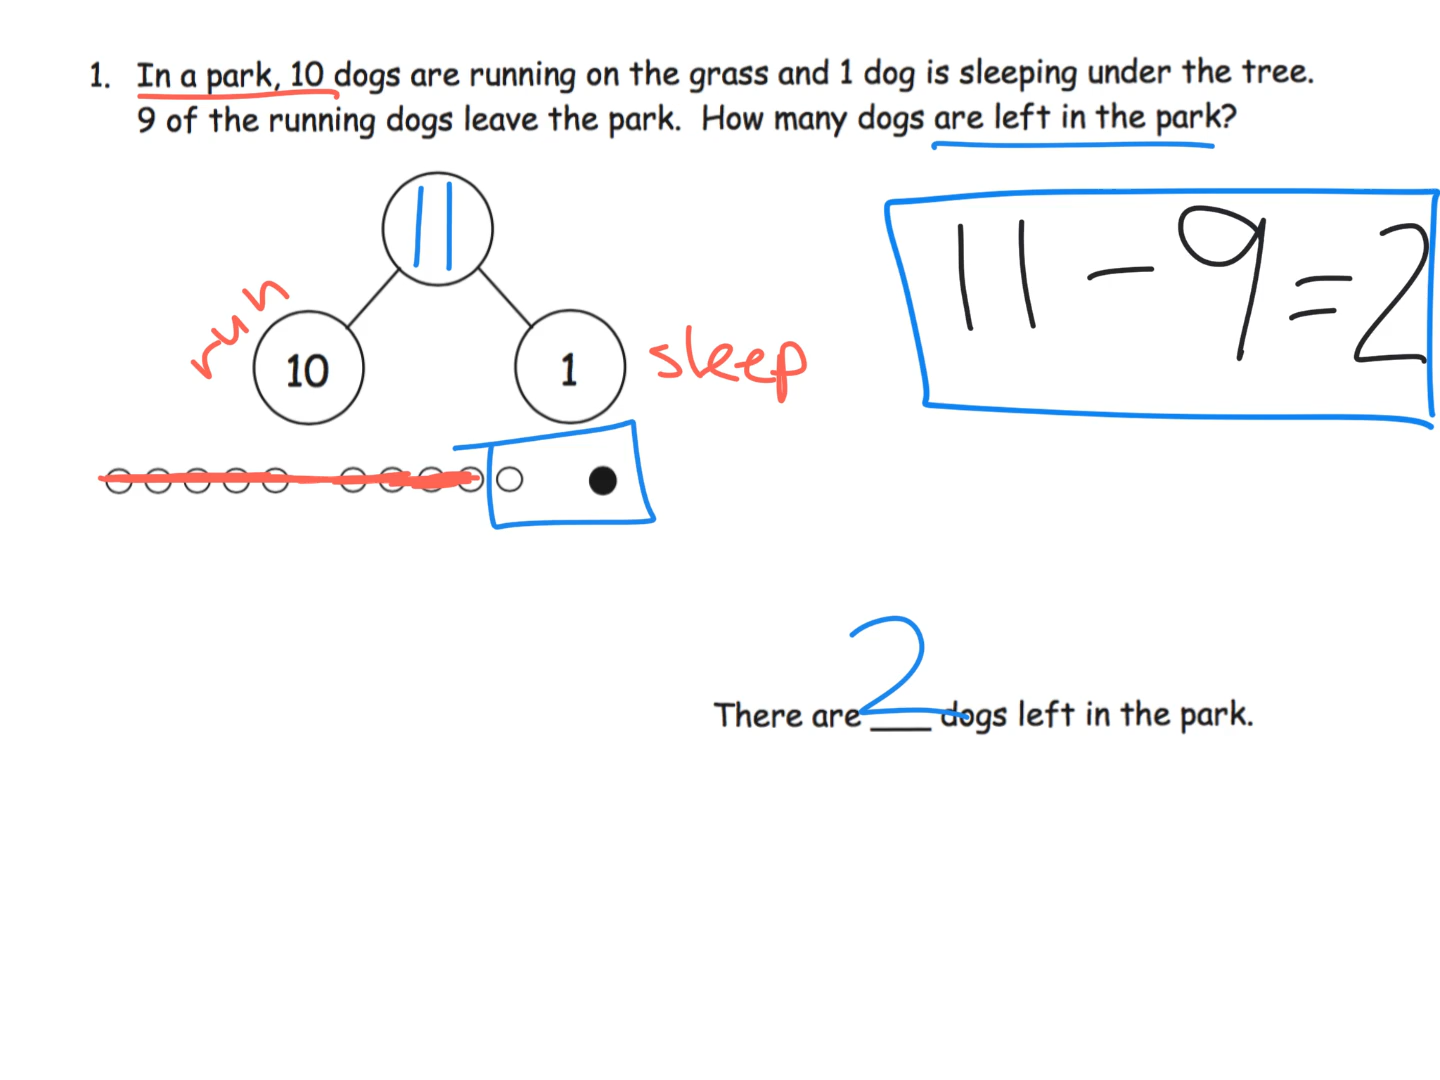 1. In a park, 10 dogs are running on the grass and 1 dog is sleeping under the tree.
9 of the running dogs leave the park. How many dogs are left in the park?
11
11 - 9 = 2
run
10
1
sleep
There are 2 dogs left in the park.